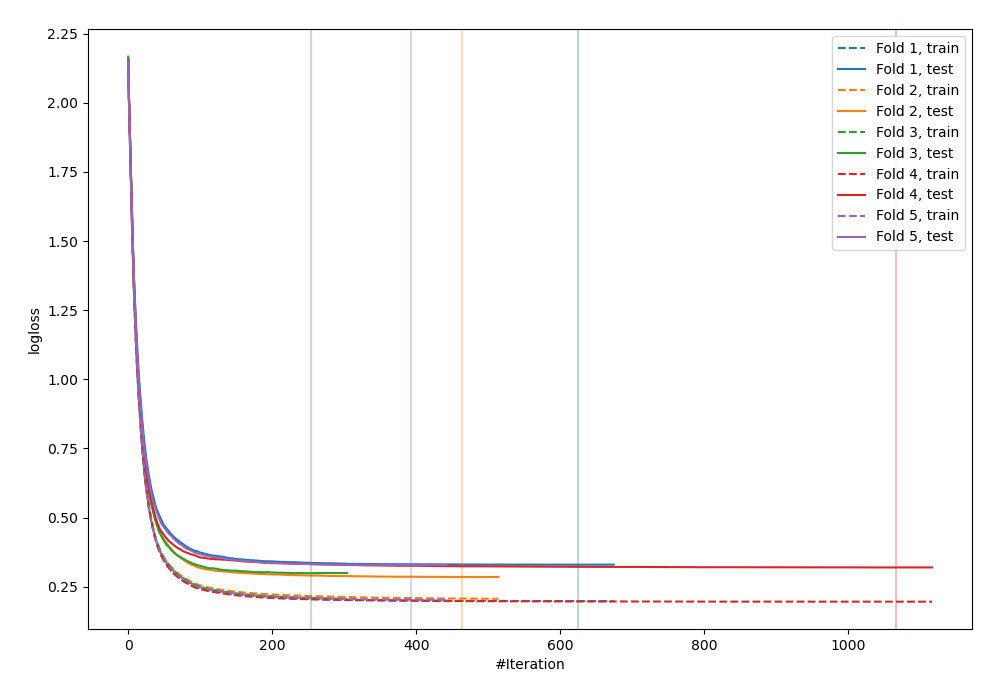 2.25
2.00
1.75
1.50
1.25
1.00
0.75
0.50
0.25
logloss
0
200
400
600
800
1000
#Iteration
Fold 1, train
Fold 1, test
Fold 2, train
Fold 2, test
Fold 3, train
Fold 3, test
Fold 4, train
Fold 4, test
Fold 5, train
Fold 5, test